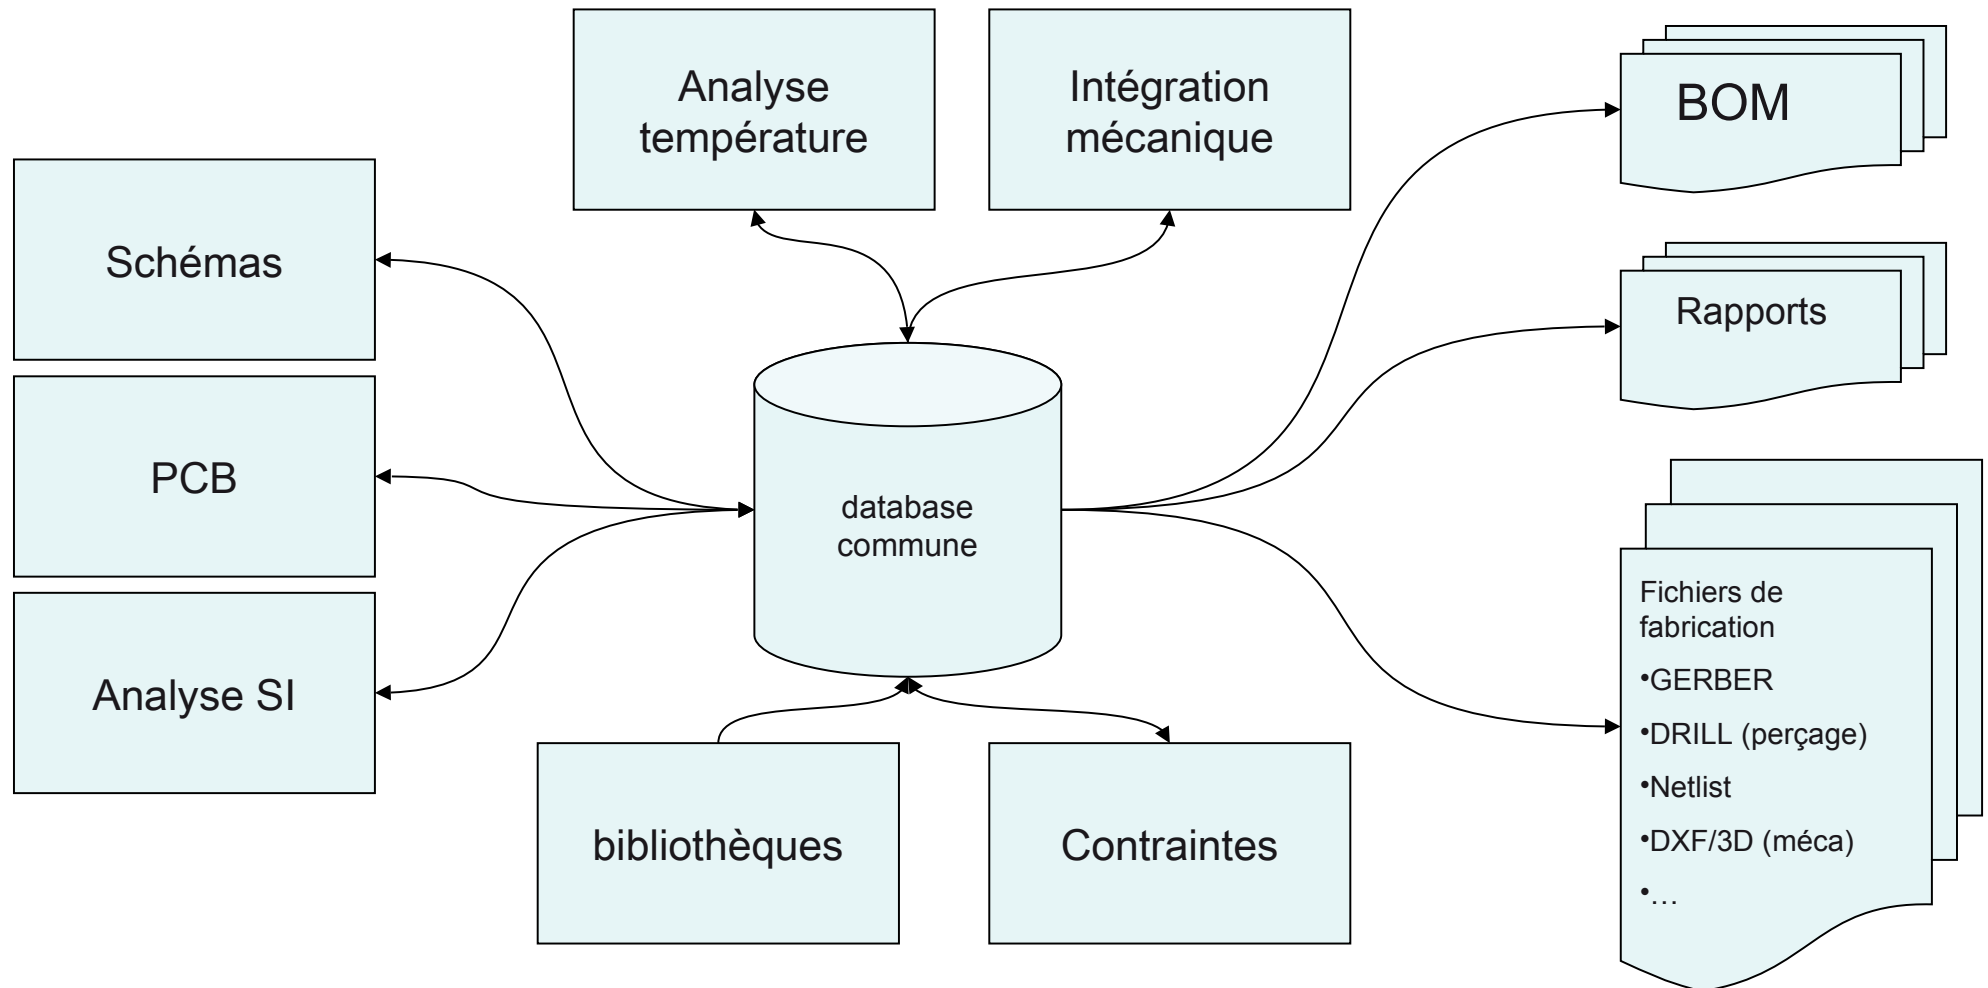 Analyse
température
Intégration
mécanique
BOM
Schémas
Rapports
PCB
database
commune
Analyse SI
Fichiers de
fabrication
•GERBER
•DRILL (perçage)
•Netlist
•DXF/3D (méca)
•…
bibliothèques
Contraintes